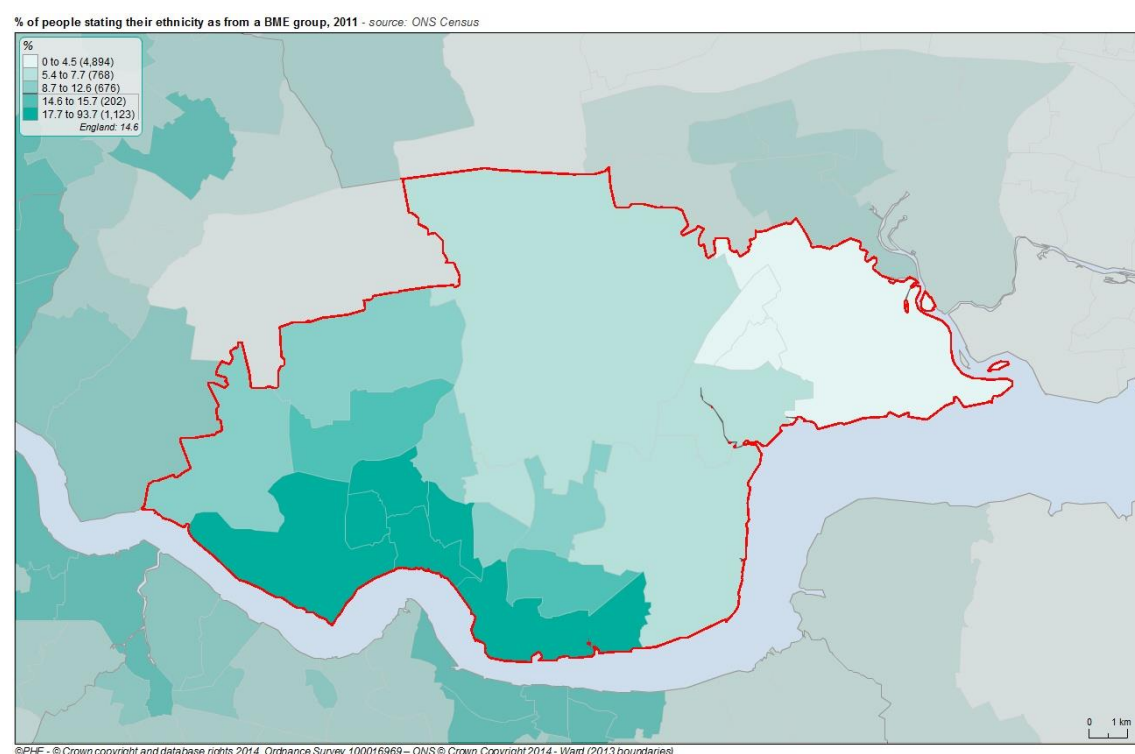 % of people stating their ethnicity as from a BME group, 2011 - source: ONS Census
%
0 to 4.5 (4,894)
5.4 to 7.7 (768)
8.7 to 12.6 (676)
14.6 to 15.7 (202)
17.7 to 93.7 (1,123)
England: 14.6
0 1 km
©PHE - © Crown copyright and database rights 2014, Ordnance Survey 100016969 – ONS © Crown Copyright 2014 - Ward (2013 boundaries)